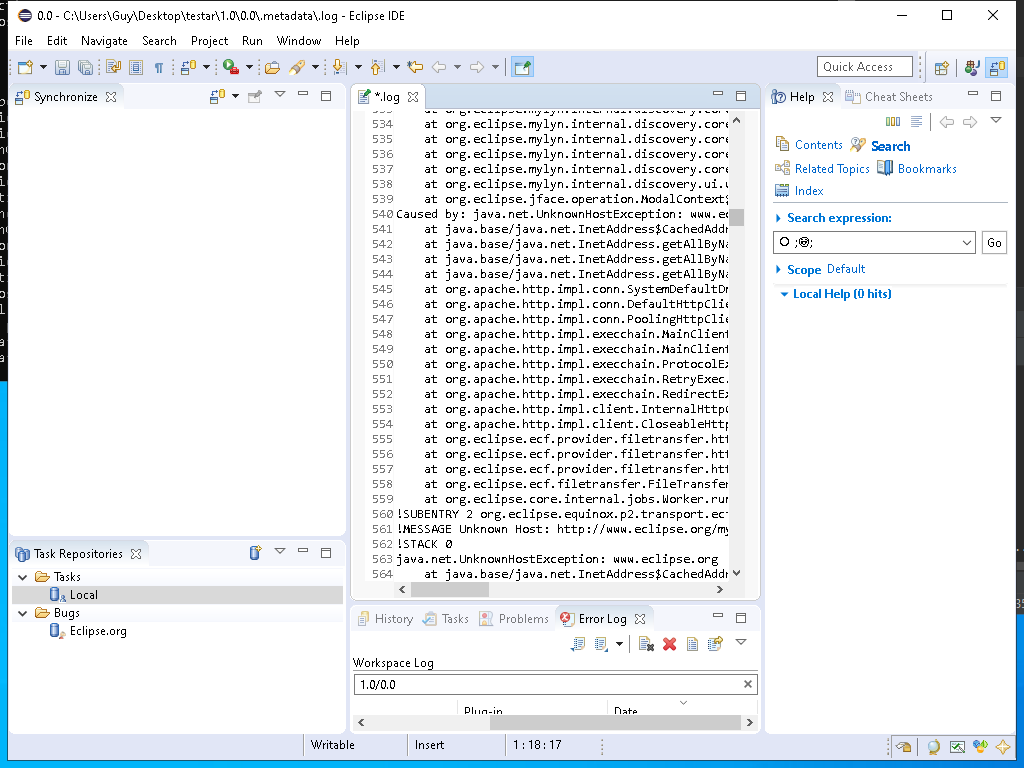 0.0 - C:\Users\Guy\Desktop\testar\1.0\0.0\.metadata\.log - Eclipse IDE
File Edit Navigate Search Project Run Window Help
Quick Access
Synchronize
*.log
534 at org.eclipse.mylyn.internal.discovery.core
535 at org.eclipse.mylyn.internal.discovery.core
536 at org.eclipse.mylyn.internal.discovery.core
537 at org.eclipse.mylyn.internal.discovery.core
538 at org.eclipse.mylyn.internal.discovery.ui.
539 at org.eclipse.jface.operation.ModalContext$
540 Caused by: java.net.UnknownHostException: www.ec
541 at java.base/java.net.InetAddress$CachedAddr
542 at java.base/java.net.InetAddress.getAllByNa
543 at java.base/java.net.InetAddress.getAllByNa
544 at java.base/java.net.InetAddress.getAllByNa
545 at org.apache.http.impl.conn.SystemDefaultDn
546 at org.apache.http.impl.conn.DefaultHttpClie
547 at org.apache.http.impl.conn.PoolingHttpClie
548 at org.apache.http.impl.execchain.MainClient
549 at org.apache.http.impl.execchain.MainClient
550 at org.apache.http.impl.execchain.ProtocolEx
551 at org.apache.http.impl.execchain.RetryExec.
552 at org.apache.http.impl.execchain.RedirectEx
553 at org.apache.http.impl.client.InternalHttpC
554 at org.apache.http.impl.client.CloseableHttp
555 at org.eclipse.ecf.provider.filetransfer.htt
556 at org.eclipse.ecf.provider.filetransfer.htt
557 at org.eclipse.ecf.provider.filetransfer.htt
558 at org.eclipse.ecf.filetransfer.FileTransfer
559 at org.eclipse.core.internal.jobs.Worker.run
560 !SUBENTRY 2 org.eclipse.equinox.p2.transport.ecf
561 !MESSAGE Unknown Host: http://www.eclipse.org/my
562 !STACK 0
563 java.net.UnknownHostException: www.eclipse.org
564 at java.base/java.net.InetAddress$CachedAddr
Help
Cheat Sheets
Contents Search
Related Topics Bookmarks
Index
Search expression:
Go
Scope Default
Local Help (0 hits)
Task Repositories
Tasks
Local
Bugs
Eclipse.org
History Tasks Problems Error Log
Workspace Log
1.0/0.0
Plug-in Date
Writable Insert 1 : 18 : 17